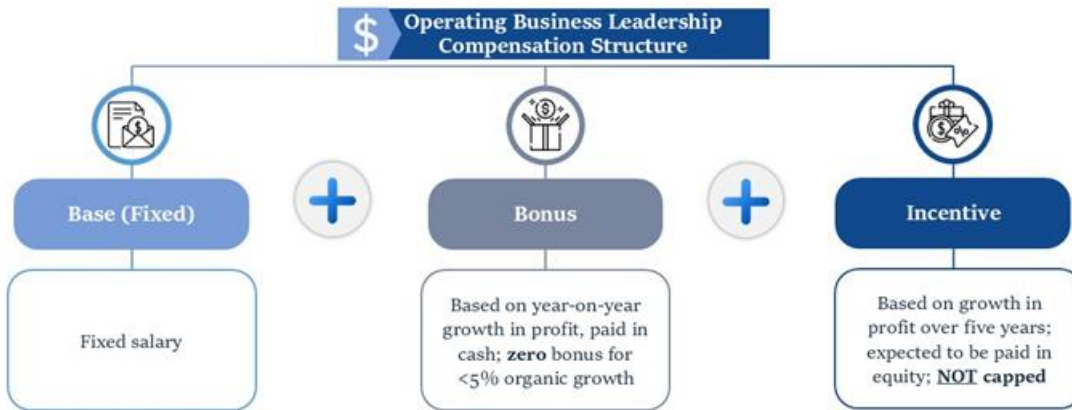 $ Operating Business Leadership
Compensation Structure
$
$
$ %
Base (Fixed)
+
Bonus
+
Incentive
Fixed salary
Based on year-on-year
growth in profit, paid in
cash; zero bonus for
<5% organic growth
Based on growth in
profit over five years;
expected to be paid in
equity; NOT capped